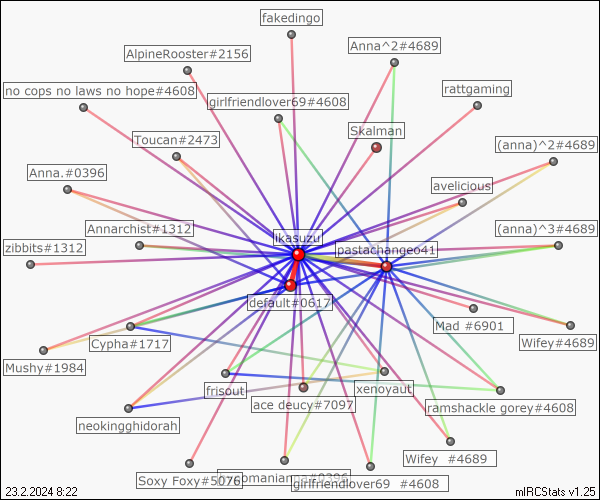 fakedingo
Anna^2#4689
AlpineRooster#2156
rattgaming
no cops no laws no hope#4608
girlfriendlover69#4608
Skalman
Toucan#2473
(anna)^2#4689
Anna.#0396
avelicious
Annarchist#1312
(anna)^3#4689
ikasuzu
zibbits#1312
pastachange041
default#0617
Mad #6901
Cypha#1717
Wifey#4689
Mushy#1984
frisout
xenoyaut
ace deucy#7097
ramshackle gorey#4608
neokingghidorah
Wifey #4689
Soxy Foxy#5076
girlfriendlover69 #4608
23.2.2024 8:22
mIRCStats v1.25